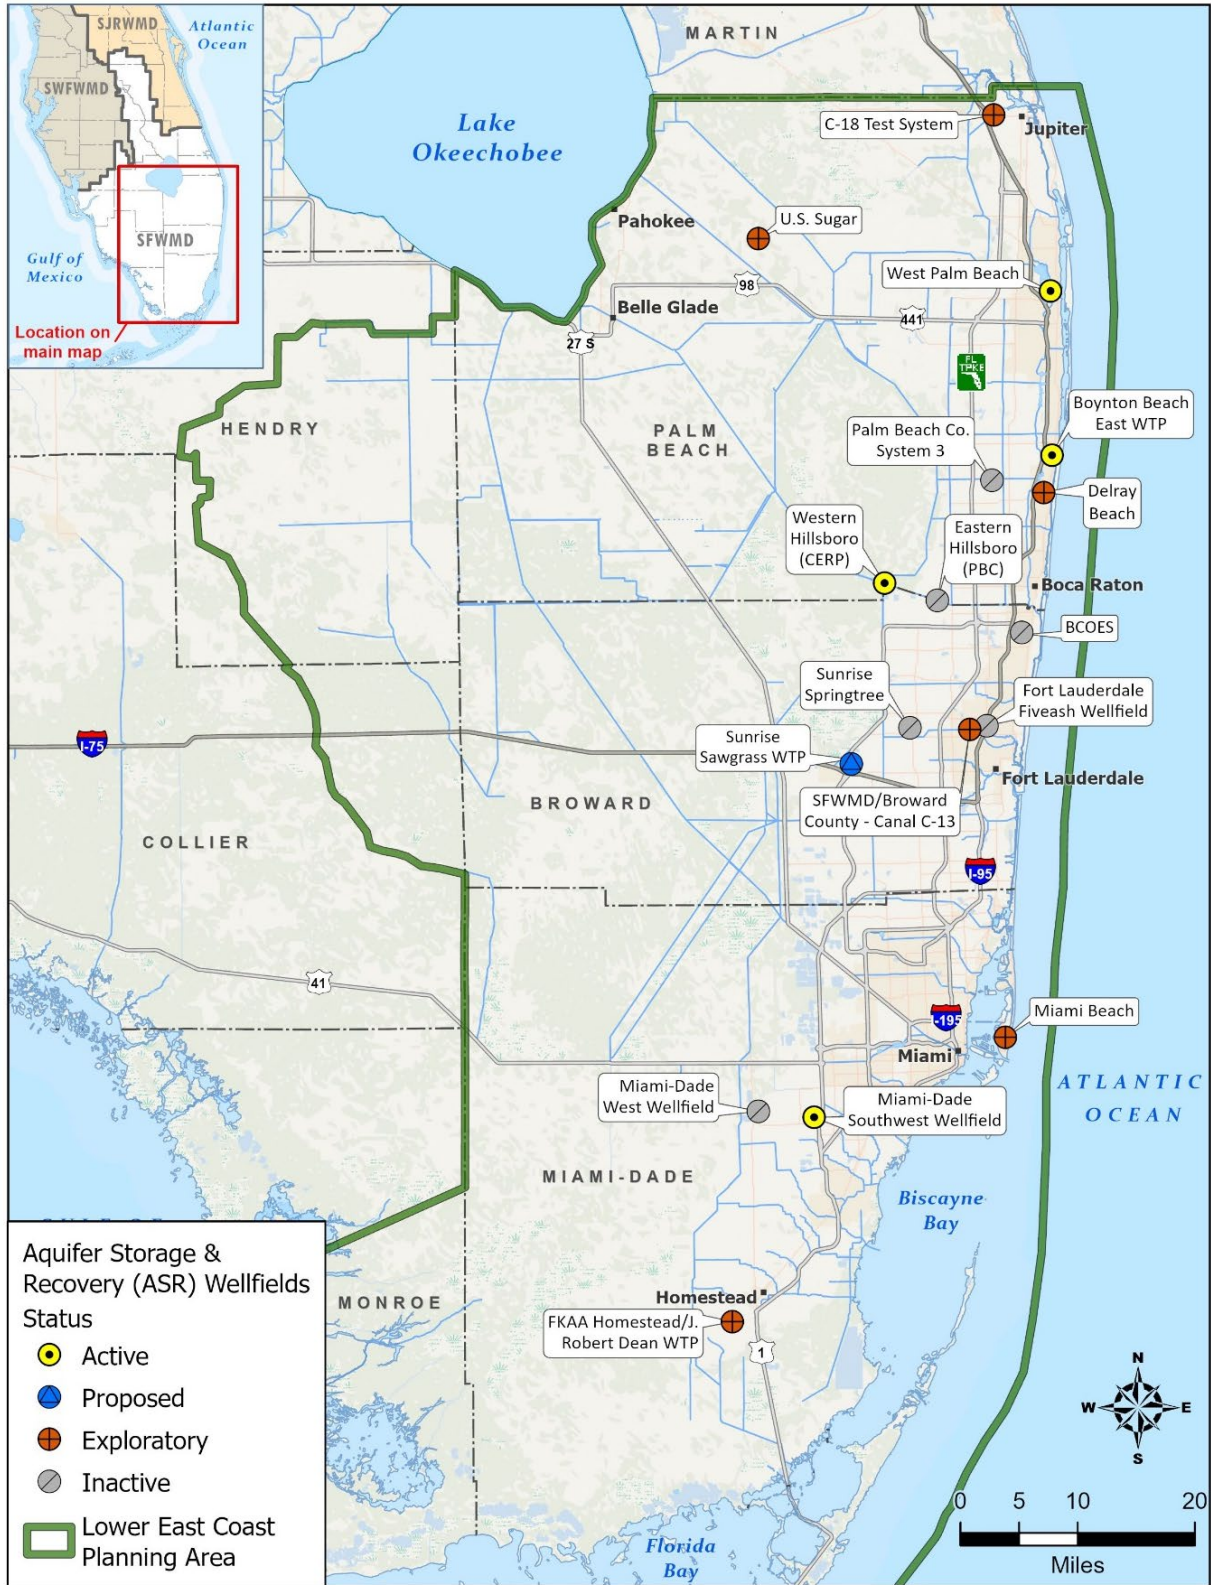 SJRWMD
Atlantic
Ocean
SWFWMD
SFWMD
Gulf of
Mexico
Location on
main map
MARTIN
Lake
Okeechobee
C-18 Test System
Jupiter
Pahokee
U.S. Sugar
West Palm Beach
98
Belle Glade
441
27 S
FL
TPKE
HENDRY
PALM
BEACH
Boynton Beach
East WTP
Palm Beach Co.
System 3
Delray
Beach
Western
Hillsboro
(CERP)
Eastern
Hillsboro
(PBC)
Boca Raton
BCOES
Sunrise
Springtree
Fort Lauderdale
Fiveash Wellfield
I-75
Sunrise
Sawgrass WTP
Fort Lauderdale
BROWARD
SFWMD/Broward
County - Canal C-13
COLLIER
I-95
41
Miami Beach
I-195
Miami
ATLANTIC
OCEAN
Miami-Dade
West Wellfield
Miami-Dade
Southwest Wellfield
MIAMI-DADE
Biscayne
Bay
Homestead
MONROE
FKAA Homestead/J.
Robert Dean WTP
1
Aquifer Storage &
Recovery (ASR) Wellfields
Status
Active
Proposed
Exploratory
Inactive
Lower East Coast
Planning Area
N
W E
S
0 5 10 20
Miles
Florida
Bay